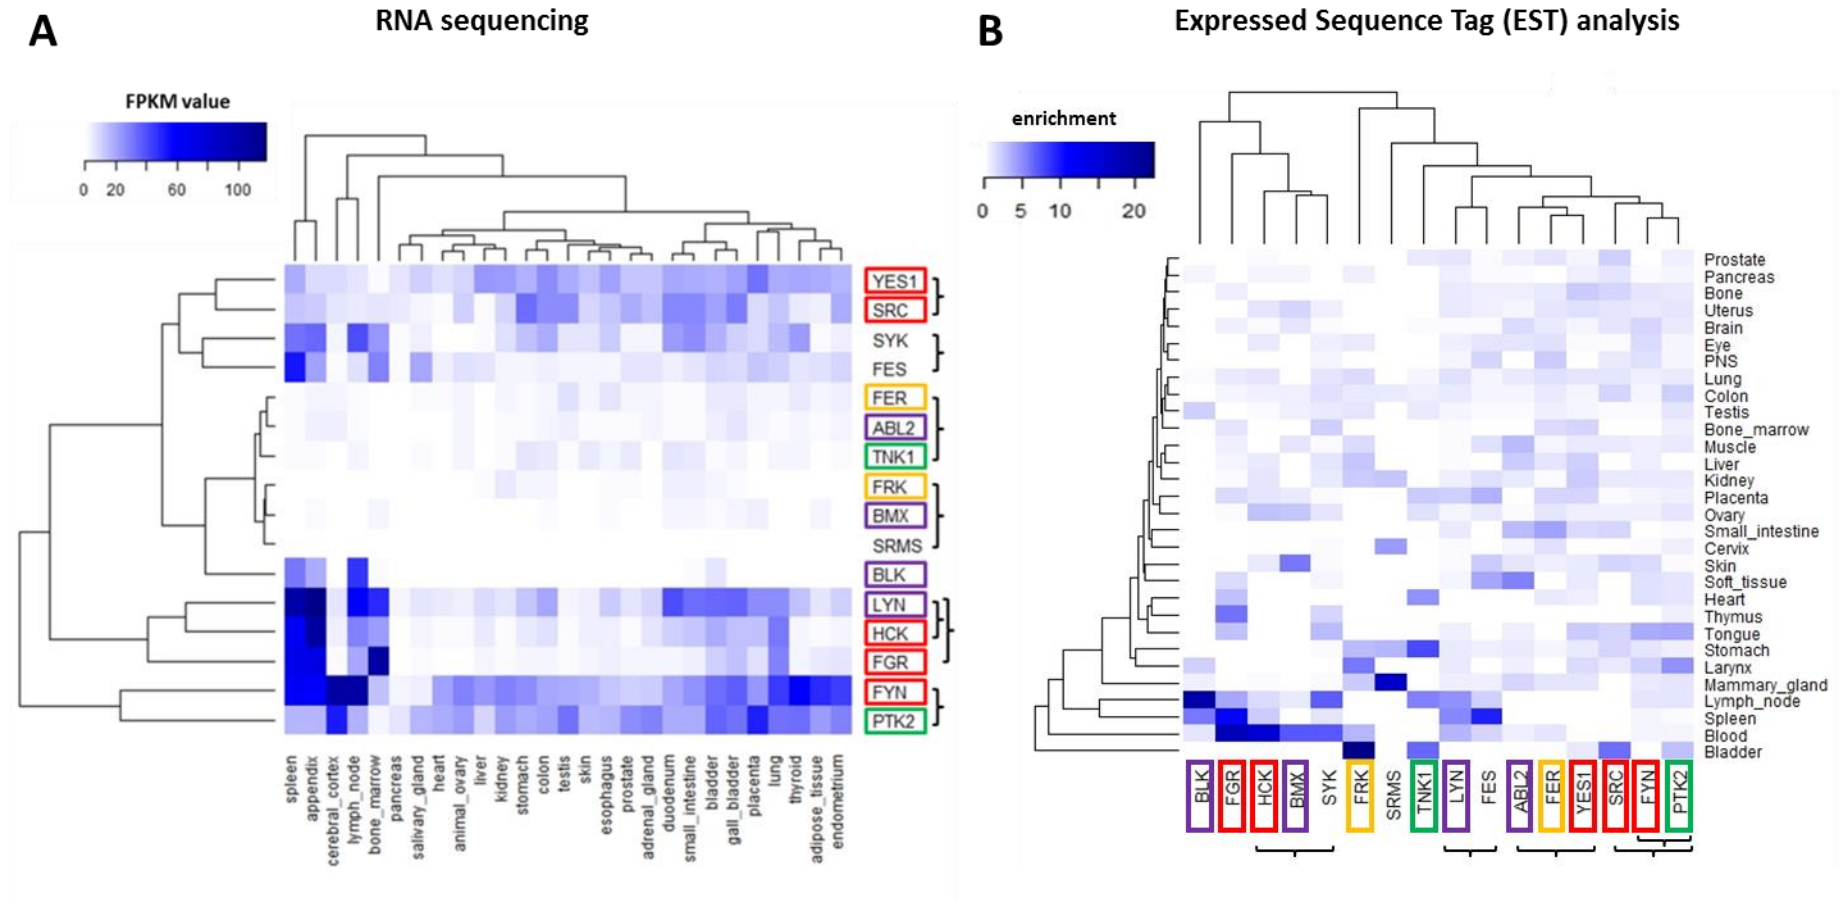 A
RNA sequencing
FPKM value
0 20 60 100
YES1
SRC
SYK
FES
FER
ABL2
TNK1
FRK
BMX
SRMS
BLK
LYN
HCK
FGR
FYN
PTK2
spleen
appendix
cerebral_cortex
lymph_node
bone_marrow
pancreas
salivary_gland
heart
animal_ovary
liver
kidney
stomach
colon
testis
skin
esophagus
prostate
adrenal_gland
duodenum
small_intestine
bladder
gall_bladder
placenta
lung
thyroid
adipose_tissue
endometrium
B
Expressed Sequence Tag (EST) analysis
enrichment
0 5 10 20
Prostate
Pancreas
Bone
Uterus
Brain
Eye
PNS
Lung
Colon
Testis
Bone_marrow
Muscle
Liver
Kidney
Placenta
Ovary
Small_intestine
Cervix
Skin
Soft_tissue
Heart
Thymus
Tongue
Stomach
Larynx
Mammary_gland
Lymph_node
Spleen
Blood
Bladder
BLK
FGR
HCK
BMX
SYK
FRK
SRMS
TNK1
LYN
FES
ABL2
FER
YES1
SRC
FYN
PTK2